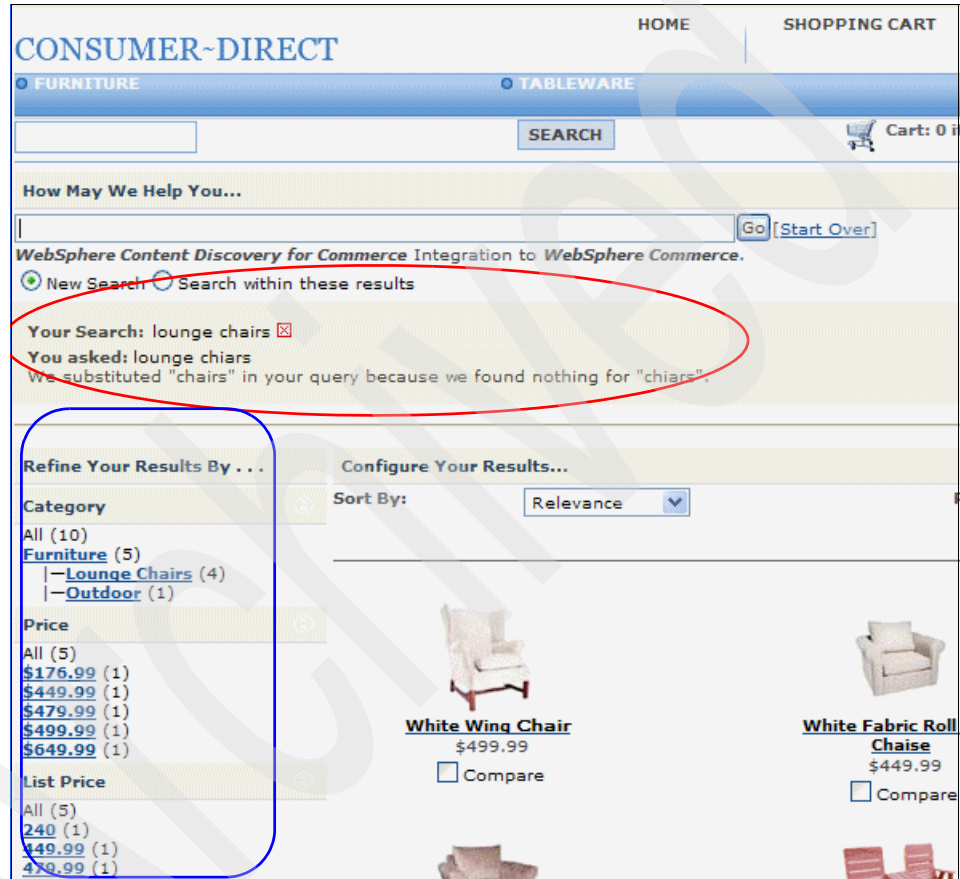 HOME SHOPPING CART
CONSUMER~DIRECT
FURNITURE TABLEWARE
SEARCH Cart: 0
How May We Help You...
Go [Start Over]
WebSphere Content Discovery for Commerce Integration to WebSphere Commerce.
New Search Search within these results
Your Search: lounge chairs
You asked: lounge chiars
We substituted "chairs" in your query because we found nothing for "chiars".
Refine Your Results By . . . Configure Your Results...
Category Sort By: Relevance
All (10)
Furniture (5)
|—Lounge Chairs (4)
|—Outdoor (1)
Price
All (5)
$176.99 (1)
$449.99 (1)
$479.99 (1)
$499.99 (1)
$649.99 (1)
White Wing Chair
$499.99
Compare
White Fabric Roll
Chaise
$449.99
Compare
List Price
All (5)
240 (1)
449.99 (1)
479.99 (1)